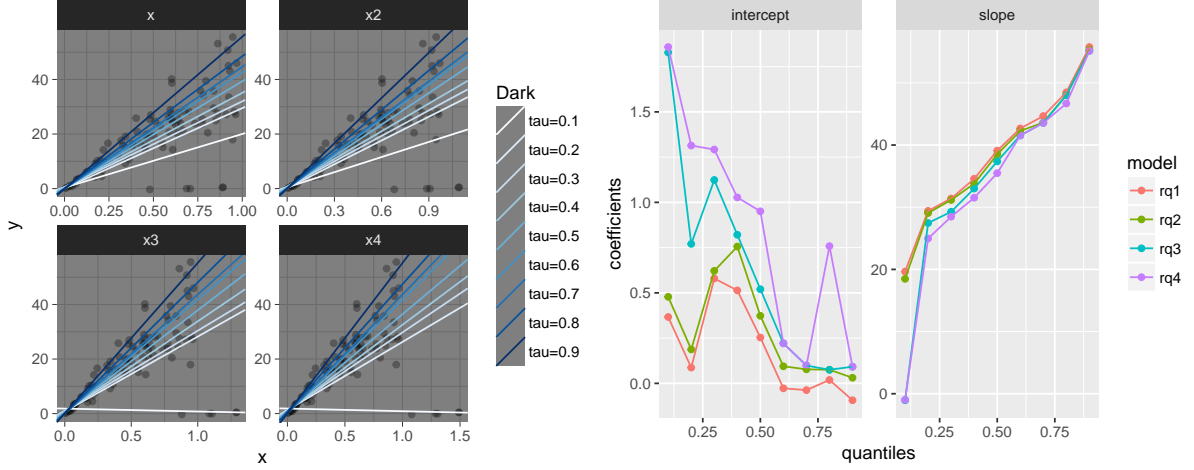 x x2
40
20
0
0.00 0.25 0.50 0.75 1.00
0.0 0.3 0.6 0.9
y
x3 x4
40
20
0
0.0 0.5 1.0
0.0 0.5 1.0 1.5
x
Dark
tau=0.1
tau=0.2
tau=0.3
tau=0.4
tau=0.5
tau=0.6
tau=0.7
tau=0.8
tau=0.9
intercept slope
coefficients
1.5
1.0
0.5
0.0
40
20
0
0.25 0.50 0.75
0.25 0.50 0.75
quantiles
model
rq1
rq2
rq3
rq4